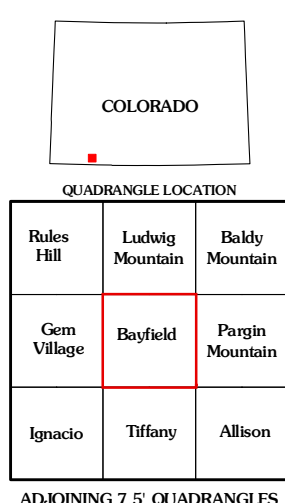 COLORADO
QUADRANGLE LOCATION
Rules Hill
Ludwig Mountain
Baldy Mountain
Gem Village
Bayfield
Pargin Mountain
Ignacio
Tiffany
Allison
ADJOINING 7.5' QUADRANGLES